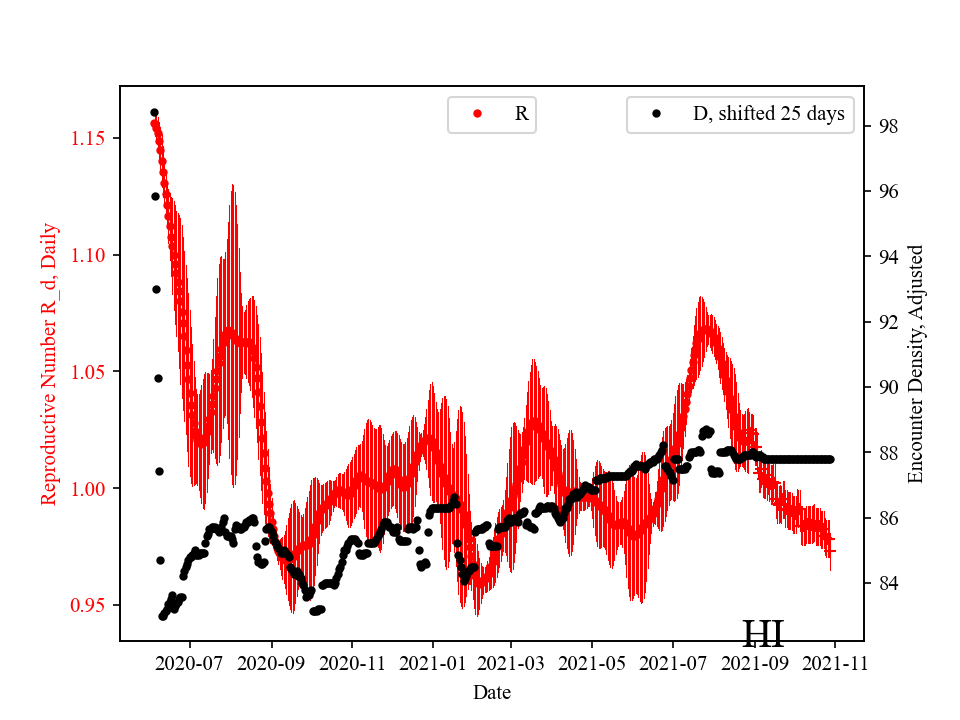 R
D, shifted 25 days
Reproductive Number R_d, Daily
1.15
1.10
1.05
1.00
0.95
98
96
94
92
90
88
86
84
Encounter Density, Adjusted
HI
2020-07 2020-09 2020-11 2021-01 2021-03 2021-05 2021-07 2021-09 2021-11
Date